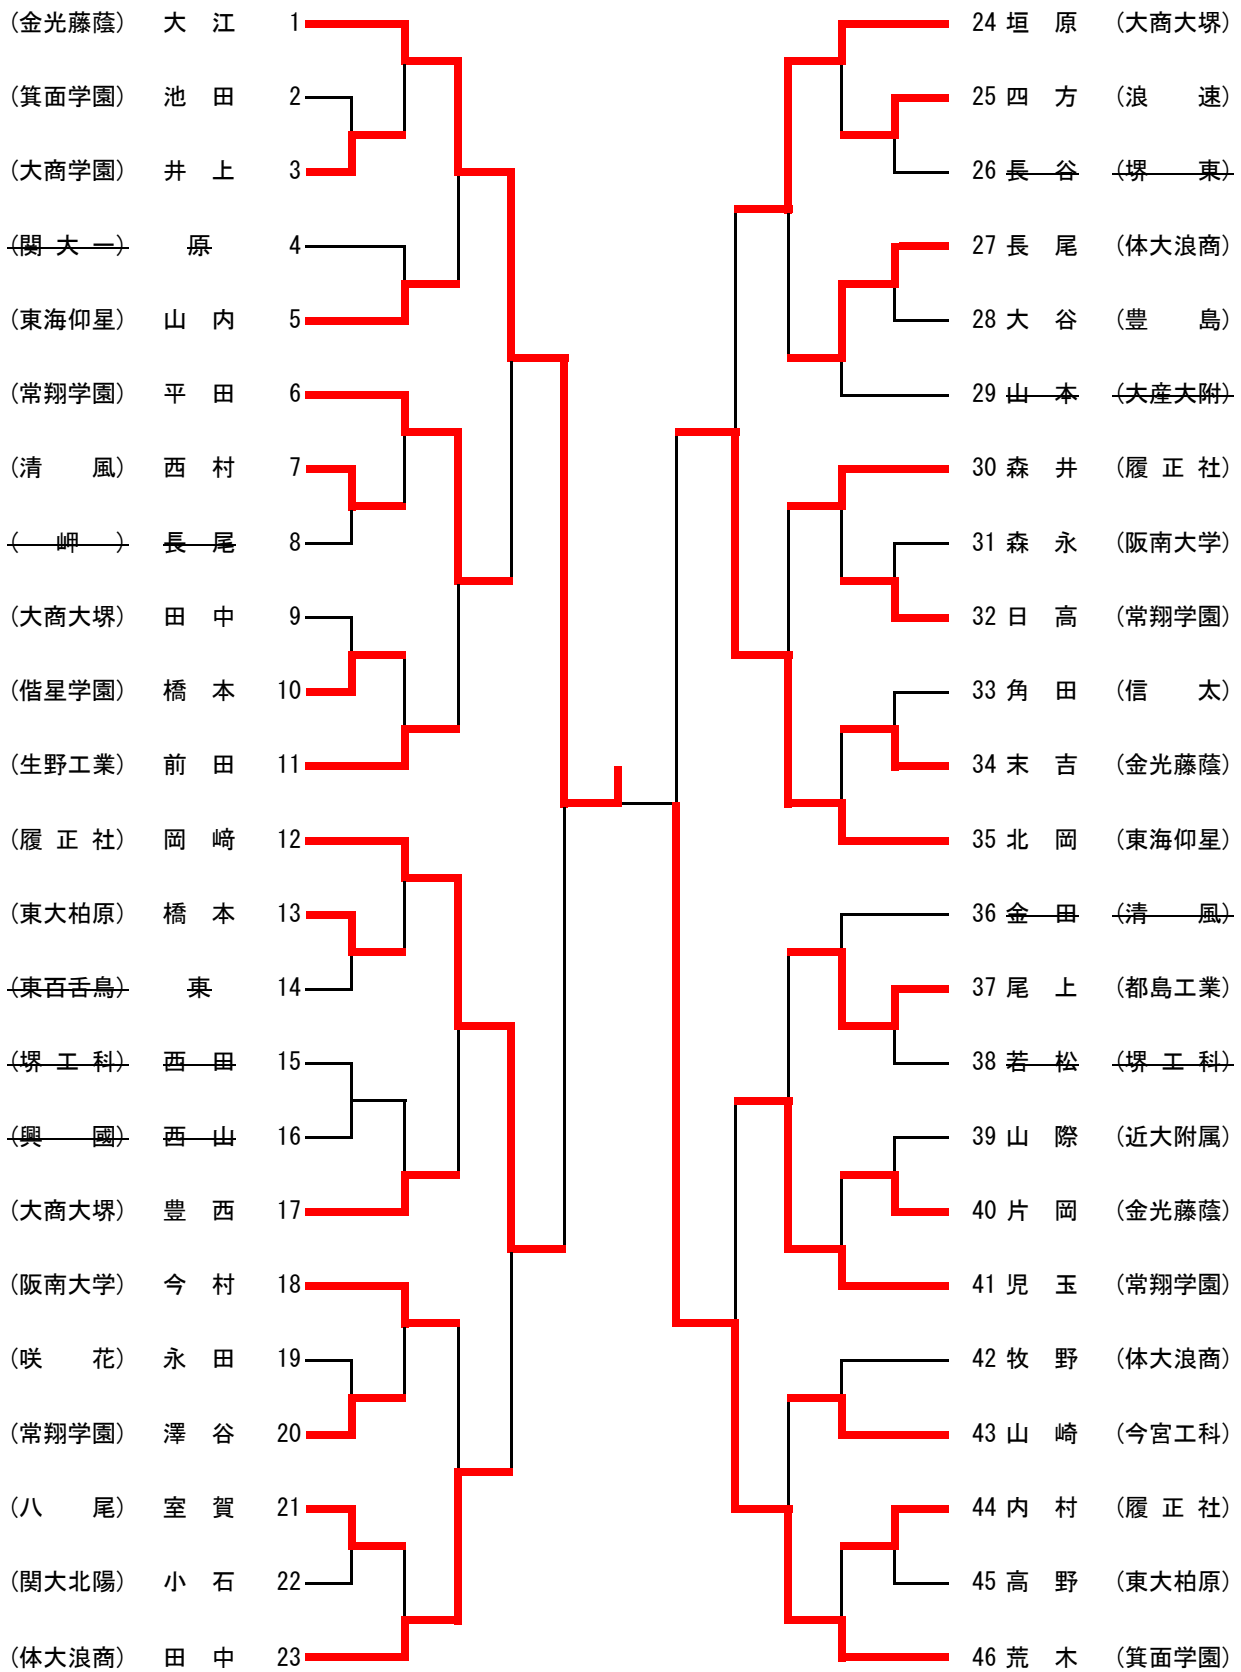 (金光藤蔭) 大 江 1
(箕面学園) 池 田 2
(大商学園) 井 上 3
(関 大 一) 原 4
(東海仰星) 山 内 5
(常翔学園) 平 田 6
(清 風) 西 村 7
( 岬 ) 長 尾 8
(大商大堺) 田 中 9
(偕星学園) 橋 本 10
(生野工業) 前 田 11
(履 正 社) 岡 﨑 12
(東大柏原) 橋 本 13
(東百舌鳥) 東 14
(堺 工 科) 西 田 15
(興 國) 西 山 16
(大商大堺) 豊 西 17
(阪南大学) 今 村 18
(咲 花) 永 田 19
(常翔学園) 澤 谷 20
(八 尾) 室 賀 21
(関大北陽) 小 石 22
(体大浪商) 田 中 23
24 垣 原 (大商大堺)
25 四 方 (浪 速)
26 長 谷 (堺 東)
27 長 尾 (体大浪商)
28 大 谷 (豊 島)
29 山 本 (大産大附)
30 森 井 (履 正 社)
31 森 永 (阪南大学)
32 日 高 (常翔学園)
33 角 田 (信 太)
34 末 吉 (金光藤蔭)
35 北 岡 (東海仰星)
36 金 田 (清 風)
37 尾 上 (都島工業)
38 若 松 (堺 工 科)
39 山 際 (近大附属)
40 片 岡 (金光藤蔭)
41 児 玉 (常翔学園)
42 牧 野 (体大浪商)
43 山 崎 (今宮工科)
44 内 村 (履 正 社)
45 高 野 (東大柏原)
46 荒 木 (箕面学園)